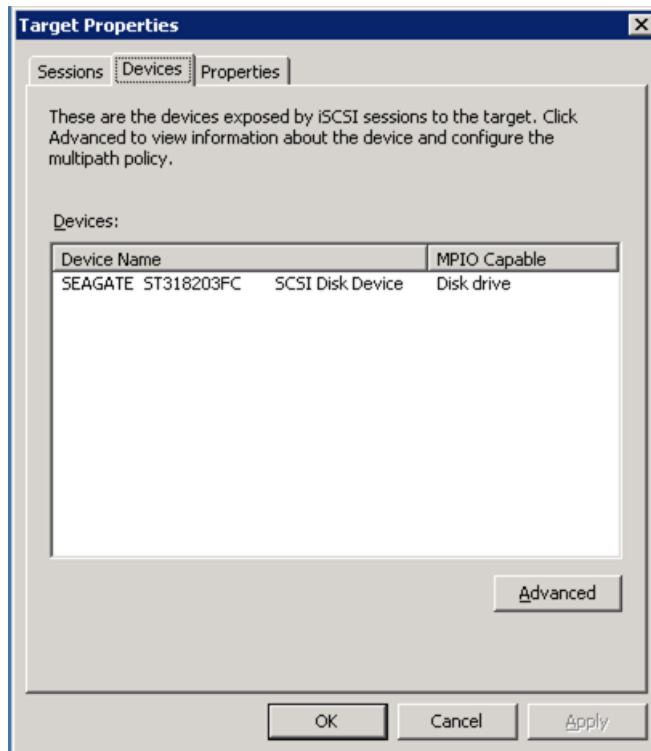 Target Properties
Sessions Devices Properties
These are the devices exposed by iSCSI sessions to the target. Click
Advanced to view information about the device and configure the
multipath policy.
Devices:
Device Name MPIO Capable
SEAGATE ST318203FC SCSI Disk Device Disk drive
Advanced
OK Cancel Apply